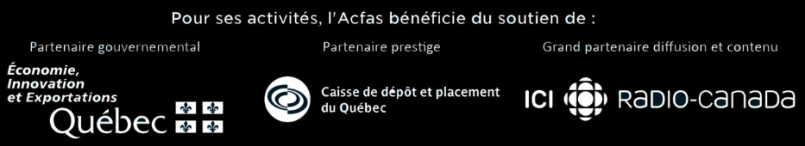 Pour ses activités, l'Acfas bénéficie du soutien de :
Partenaire gouvernemental
Partenaire prestige
Grand partenaire diffusion et contenu
Économie,
Innovation
et Exportations
Québec
Caisse de dépôt et placement
du Québec
ICI RADIO-CANADA